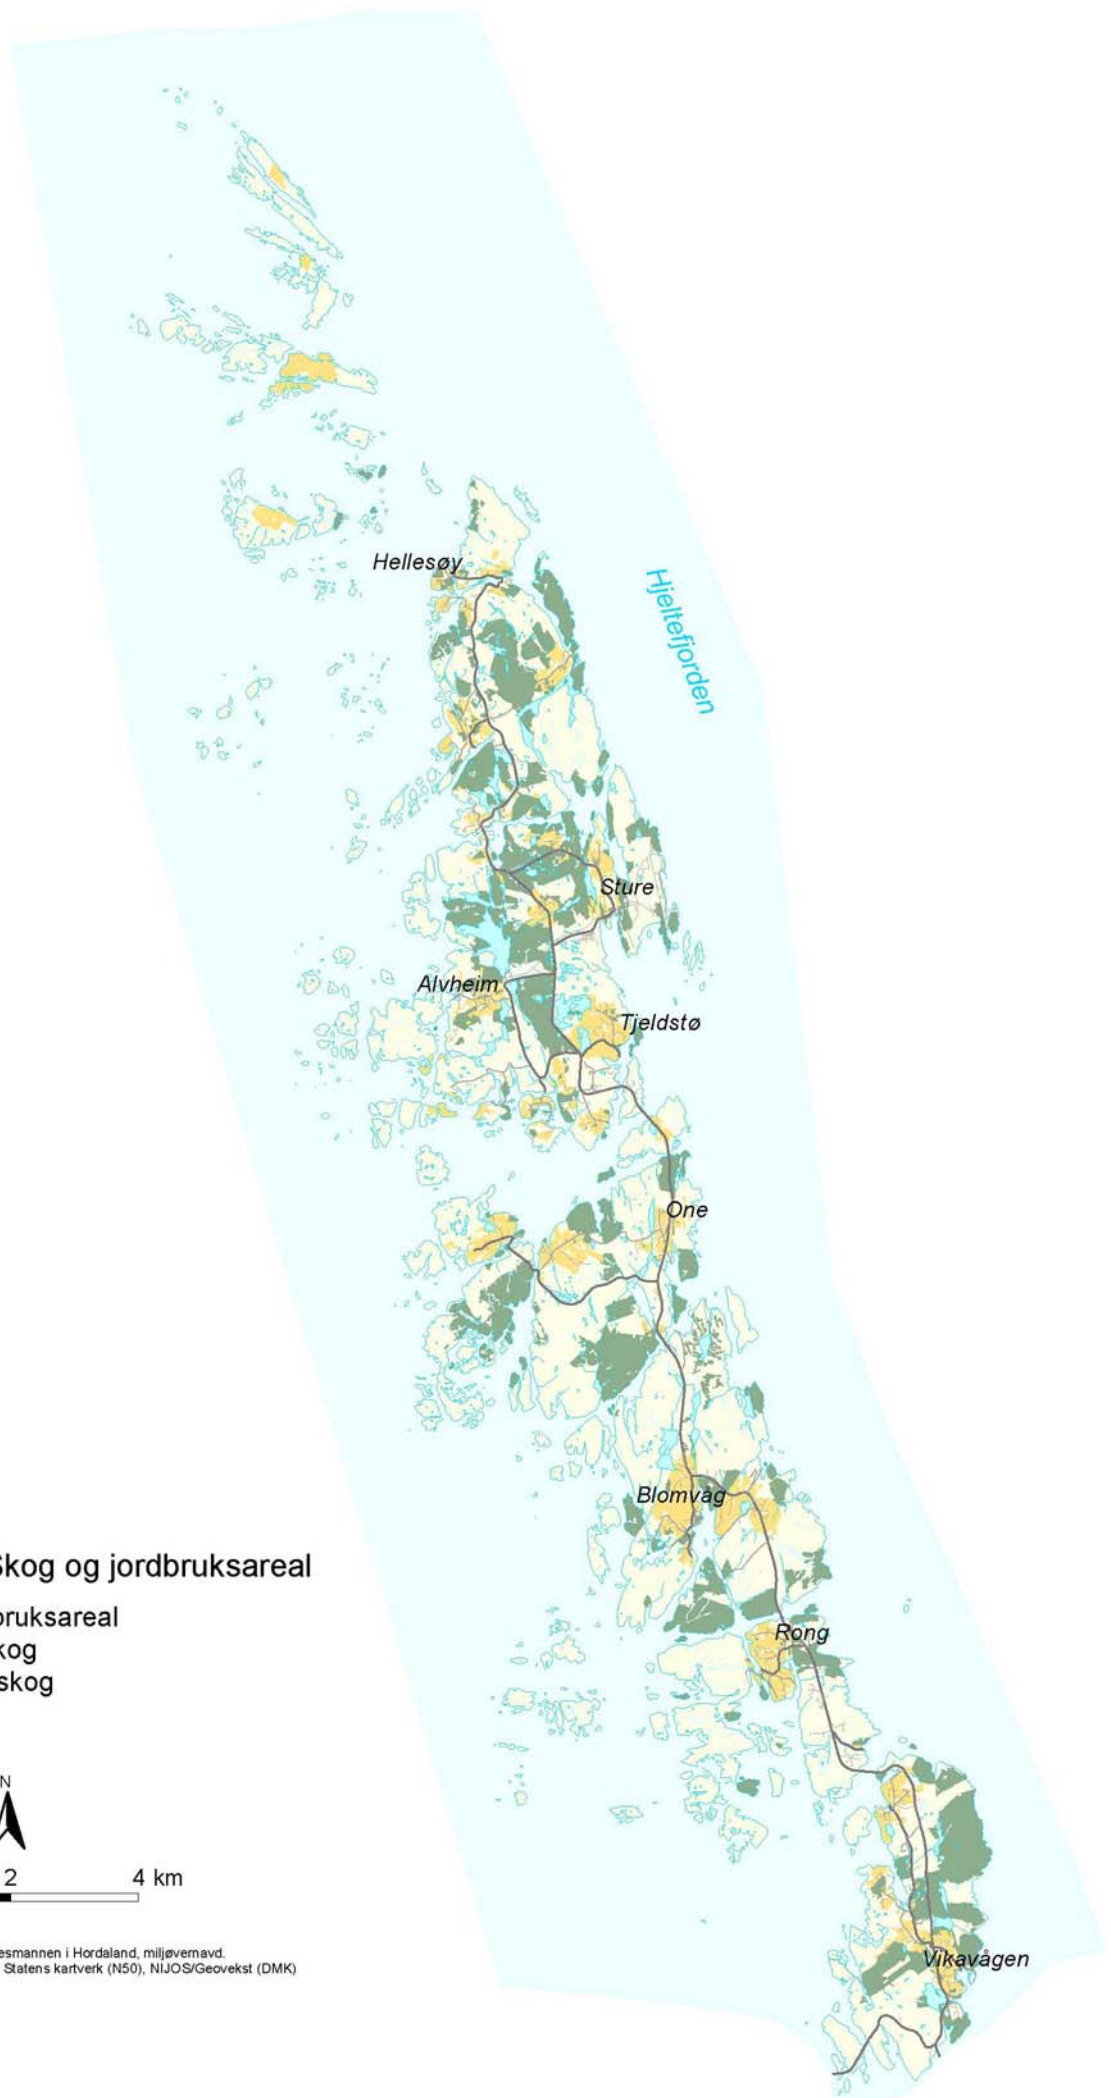 Hellesøy
Hjeltefjorden
Sture
Alvheim
Tjeldstø
One
Blomvåg
Skog og jordbruksareal
bruksareal
kog
skog
Rong
N
2 4 km
esmannen i Hordaland, miljøvernavd.
Statens kartverk (N50), NIJOS/Geovekst (DMK)
Vikavågen